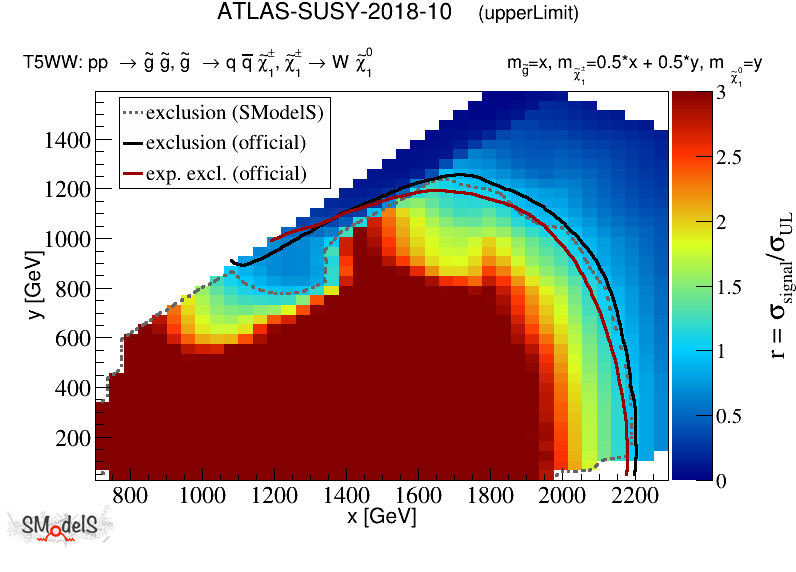 ATLAS-SUSY-2018-10 (upperLimit)
T5WW: pp → g̃ g̃, g̃ → q q̅ χ̃₁±, χ̃₁± → W χ̃₁⁰
m_g̃=x, m_χ̃₁±=0.5*x + 0.5*y, m_χ̃₁⁰=y
exclusion (SModelS)
exclusion (official)
exp. excl. (official)
1400
1200
1000
800
600
400
200
y [GeV]
800 1000 1200 1400 1600 1800 2000 2200
x [GeV]
3
2.5
2
1.5
1
0.5
0
r = σ_signal/σ_UL
SModelS